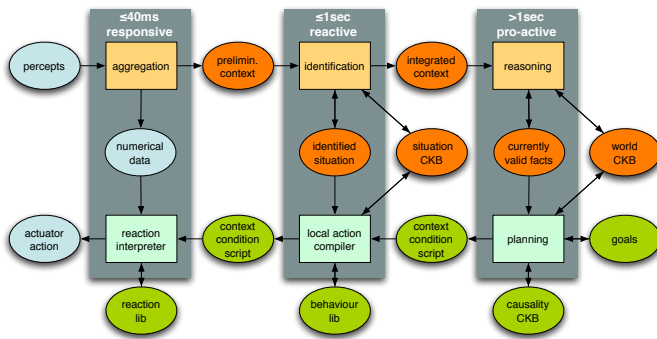 ≤40ms
responsive
≤1sec
reactive
>1sec
pro-active
percepts
aggregation
prelimin.
context
identification
integrated
context
reasoning
numerical
data
identified
situation
situation
CKB
currently
valid facts
world
CKB
actuator
action
reaction
interpreter
context
condition
script
local action
compiler
context
condition
script
planning
goals
reaction
lib
behaviour
lib
causality
CKB